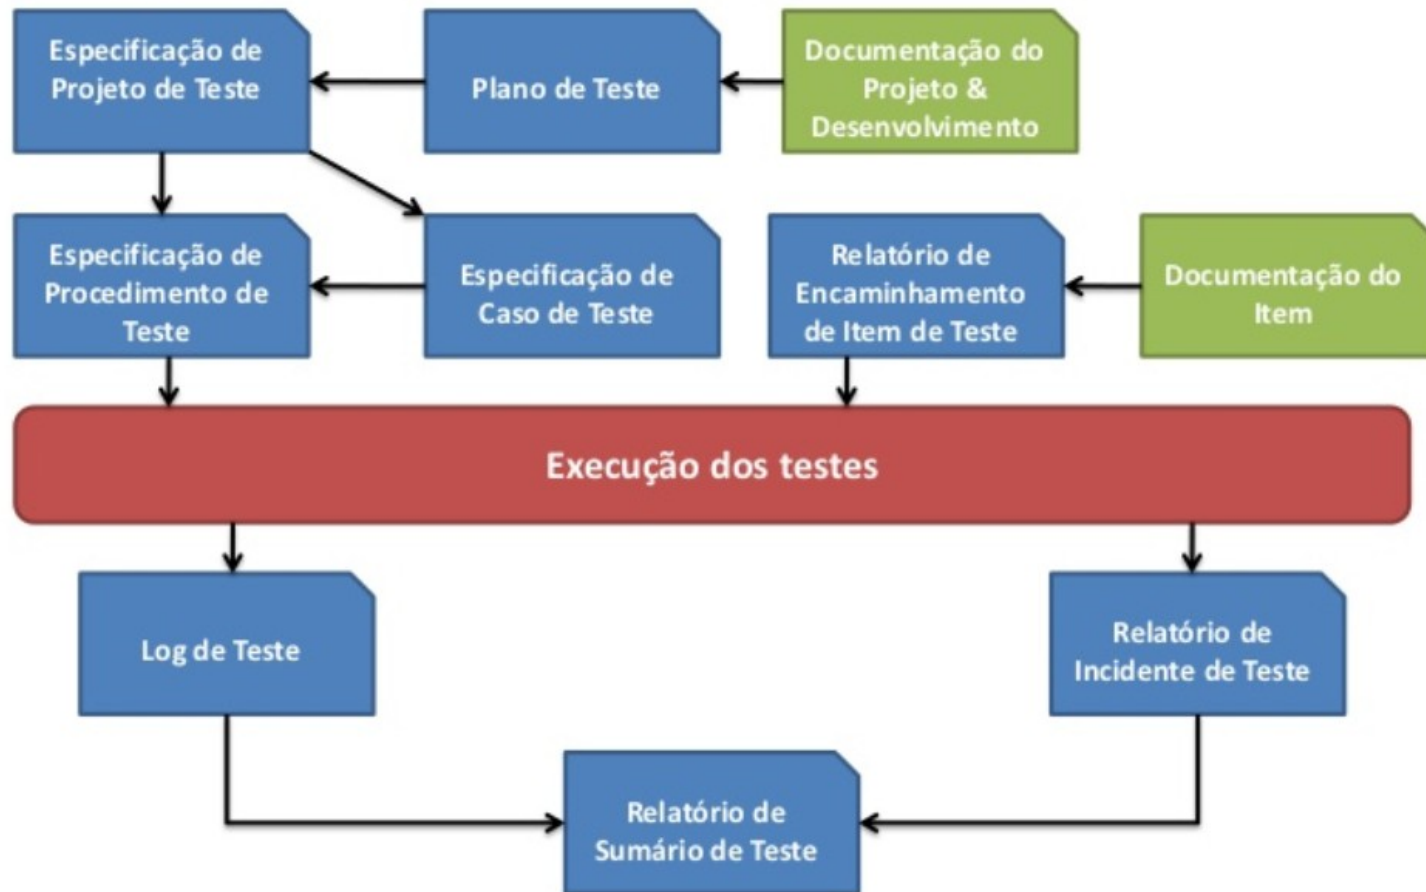 Especificação de
Projeto de Teste
Plano de Teste
Documentação do
Projeto &
Desenvolvimento
Especificação de
Procedimento de
Teste
Especificação de
Caso de Teste
Relatório de
Encaminhamento
de Item de Teste
Documentação do
Item
Execução dos testes
Log de Teste
Relatório de
Incidente de Teste
Relatório de
Sumário de Teste